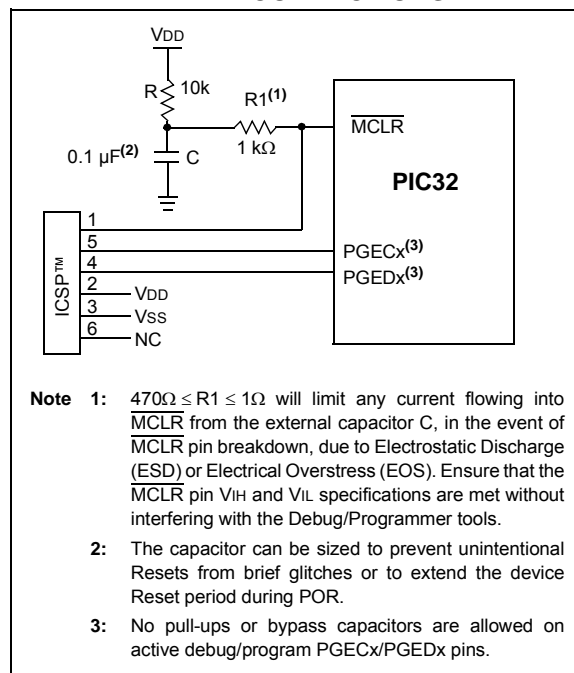 VDD
R 10k
R1(1)
MCLR
0.1 µF(2) C
1 kΩ
PIC32
1
5 PGECx(3)
4 PGEDx(3)
2 VDD
3 VSS
6 NC
ICSP™
Note 1: 470Ω ≤ R1 ≤ 1Ω will limit any current flowing into
MCLR from the external capacitor C, in the event of
MCLR pin breakdown, due to Electrostatic Discharge
(ESD) or Electrical Overstress (EOS). Ensure that the
MCLR pin VIH and VIL specifications are met without
interfering with the Debug/Programmer tools.
2: The capacitor can be sized to prevent unintentional
Resets from brief glitches or to extend the device
Reset period during POR.
3: No pull-ups or bypass capacitors are allowed on
active debug/program PGECx/PGEDx pins.